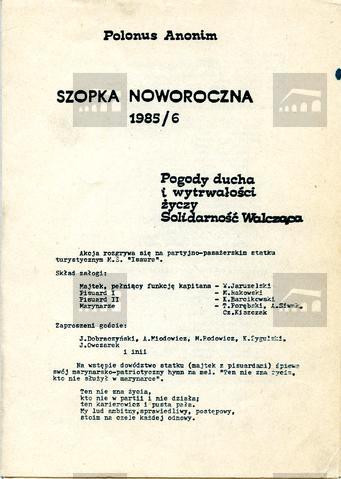 Polonus Anonim
SZOPKA NOWOROCZNA
1985/6
Pogody ducha
i wytrwałości
życzy
Solidarność Walcząca
Akcja rozgrywa się na partyjno-pasażerskim statku
turystycznym M.S. "Isaura".
Skład załogi:
Majtek, pełniący funkcję kapitana - W.Jaruzelski
Pisuard I - M.Rakowski
Pisuard II - K.Barcikowski
Marynarze - T.Porębski, A.Siwak,
Cz.Kiszczak
Zaproszeni goście:
J.Dobraczyński, A.Miodowicz, M.Rodowicz, K.Żygulski,
J.Owczarek
i inii
Na wstępie dowództwo statku (majtek z pisuardami) śpiewa
swój marynarsko-patriotyczny hymn na mel. "Ten nie zna życia,
kto nie służył w marynarce".
Ten nie zna życia,
kto nie w partii i nie działa;
ten karierowicz i pusta pała.
My lud ambitny, sprawiedliwy, postępowy,
stoim na czele każdej odnowy.